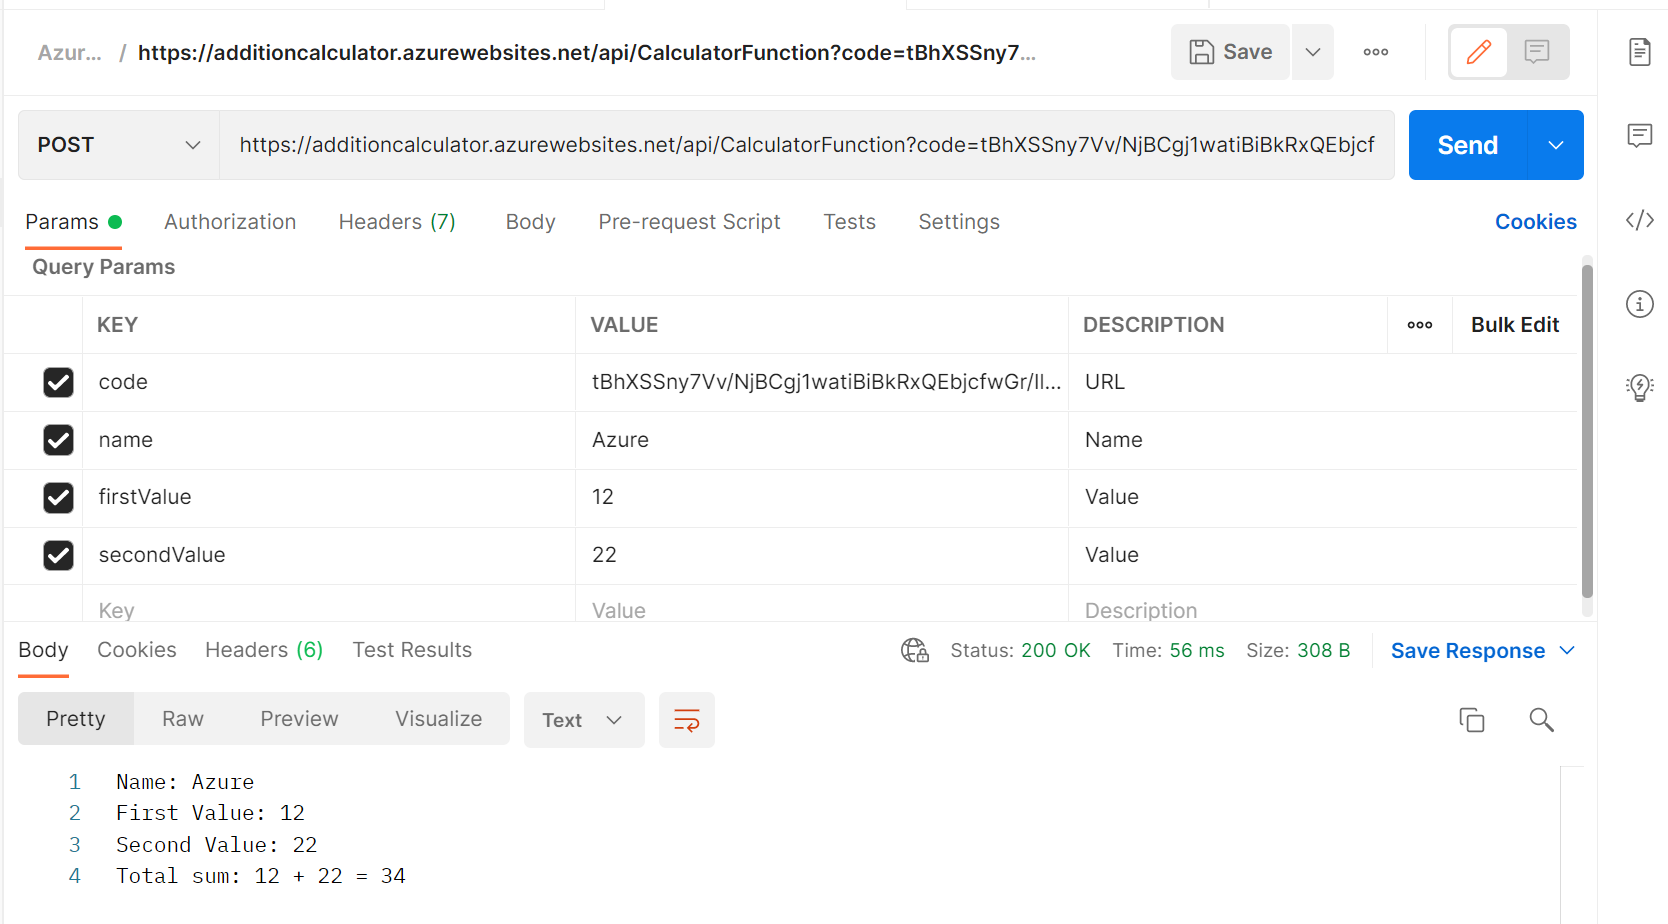 Azur... / https://additioncalculator.azurewebsites.net/api/CalculatorFunction?code=tBhXSSny7... Save
POST https://additioncalculator.azurewebsites.net/api/CalculatorFunction?code=tBhXSSny7Vv/NjBCgj1watiBiBkRxQEbjcf Send
Params Authorization Headers (7) Body Pre-request Script Tests Settings Cookies
Query Params
KEY VALUE DESCRIPTION Bulk Edit
code tBhXSSny7Vv/NjBCgj1watiBiBkRxQEbjcfwGr/Il... URL
name Azure Name
firstValue 12 Value
secondValue 22 Value
Key Value Description
Body Cookies Headers (6) Test Results Status: 200 OK Time: 56 ms Size: 308 B Save Response
Pretty Raw Preview Visualize Text
1 Name: Azure
2 First Value: 12
3 Second Value: 22
4 Total sum: 12 + 22 = 34